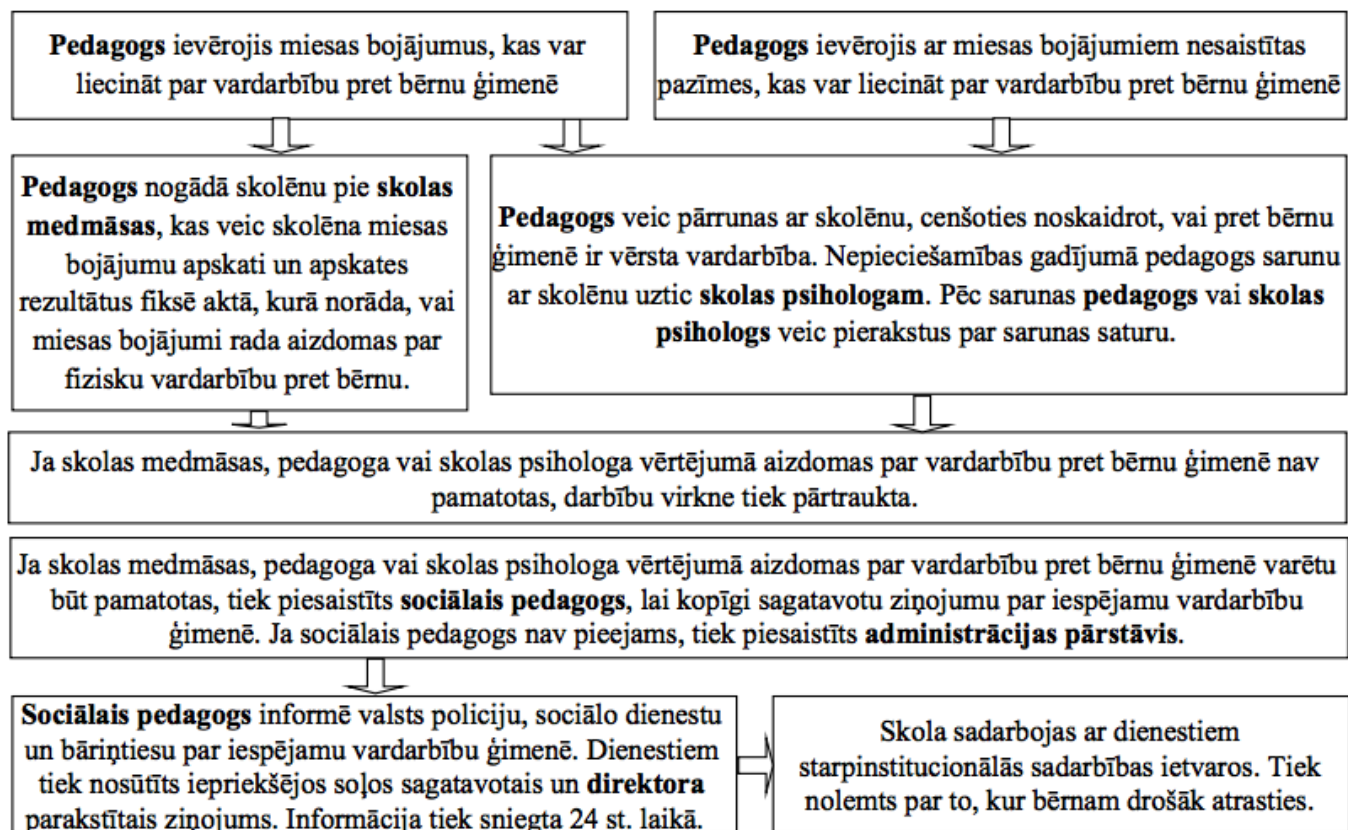 Pedagogs ievērojis miesas bojājumus, kas var
liecināt par vardarbību pret bērnu ģimenē
Pedagogs ievērojis ar miesas bojājumiem nesaistītas
pazīmes, kas var liecināt par vardarbību pret bērnu ģimenē
Pedagogs nogādā skolēnu pie skolas
medmāsas, kas veic skolēna miesas
bojājumu apskati un apskates
rezultātus fiksē aktā, kurā norāda, vai
miesas bojājumi rada aizdomas par
fizisku vardarbību pret bērnu.
Pedagogs veic pārrunas ar skolēnu, cenšoties noskaidrot, vai pret bērnu
ģimenē ir vērsta vardarbība. Nepieciešamības gadījumā pedagogs sarunu
ar skolēnu uztic skolas psihologam. Pēc sarunas pedagogs vai skolas
psihologs veic pierakstus par sarunas saturu.
Ja skolas medmāsas, pedagoga vai skolas psihologa vērtējumā aizdomas par vardarbību pret bērnu ģimenē nav
pamatotas, darbību virkne tiek pārtraukta.
Ja skolas medmāsas, pedagoga vai skolas psihologa vērtējumā aizdomas par vardarbību pret bērnu ģimenē varētu
būt pamatotas, tiek piesaistīts sociālais pedagogs, lai kopīgi sagatavotu ziņojumu par iespējamu vardarbību
ģimenē. Ja sociālais pedagogs nav pieejams, tiek piesaistīts administrācijas pārstāvis.
Sociālais pedagogs informē valsts policiju, sociālo dienestu
un bāriņtiesu par iespējamu vardarbību ģimenē. Dienestiem
tiek nosūtīts iepriekšējos soļos sagatavotais un direktora
parakstītais ziņojums. Informācija tiek sniegta 24 st. laikā.
Skola sadarbojas ar dienestiem
starpinstitucionālās sadarbības ietvaros. Tiek
nolemts par to, kur bērnam drošāk atrasties.